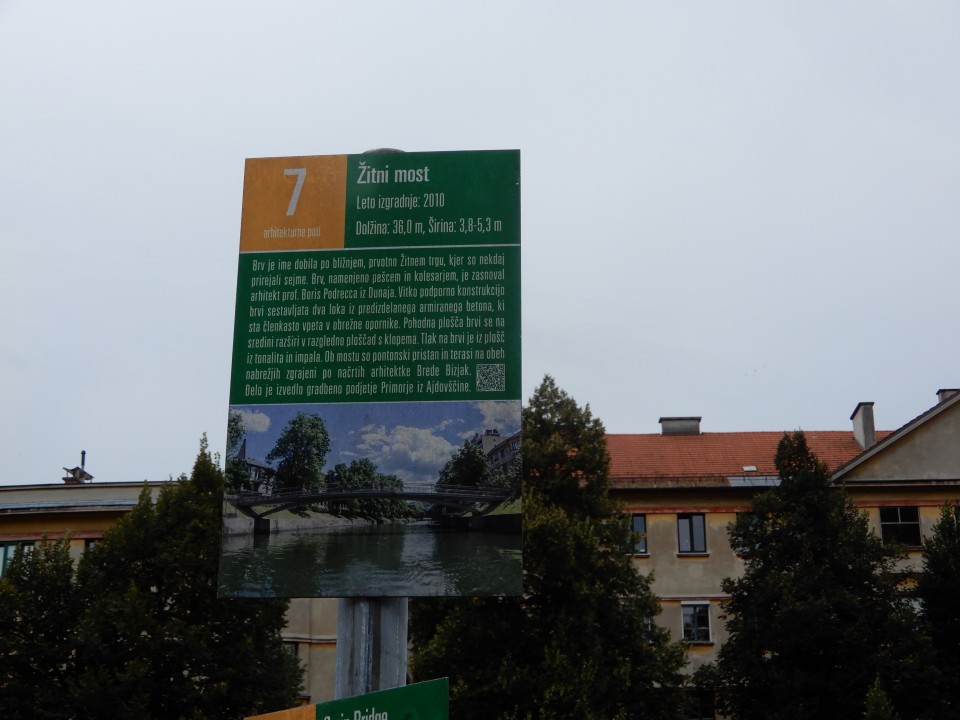 7
arhitekturna pot
Žitni most
Leto izgradnje: 2010
Dolžina: 36,0 m, Širina: 3,8-5,3 m
Brv je ime dobila po bližnjem, prvotno Žitnem trgu, kjer so nekdaj
prirejali sejme. Brv, namenjeno pešcem in kolesarjem, je zasnoval
arhitekt prof. Boris Podrecca iz Dunaja. Vitko podporno konstrukcijo
brvi sestavljata dva loka iz predizdelanega armiranega betona, ki
sta členkasto vpeta v obrežne opornike. Pohodna plošča brvi se na
sredini razširi v razgledno ploščad s klopema. Tlak na brvi je iz plošč
iz tonalita in impala. Ob mostu so pontonski pristan in terasi na obeh
nabrežjih zgrajeni po načrtih arhitektke Brede Bizjak.
Delo je izvedlo gradbeno podjetje Primorje iz Ajdovščine.
Bridge